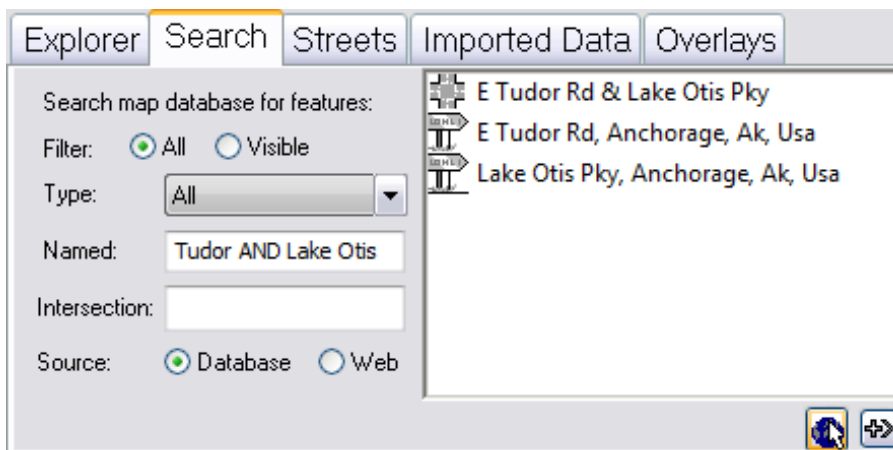 Explorer Search Streets Imported Data Overlays
Search map database for features:
Filter: All Visible
Type: All
Named: Tudor AND Lake Otis
Intersection:
Source: Database Web
E Tudor Rd & Lake Otis Pky
E Tudor Rd, Anchorage, Ak, Usa
Lake Otis Pky, Anchorage, Ak, Usa